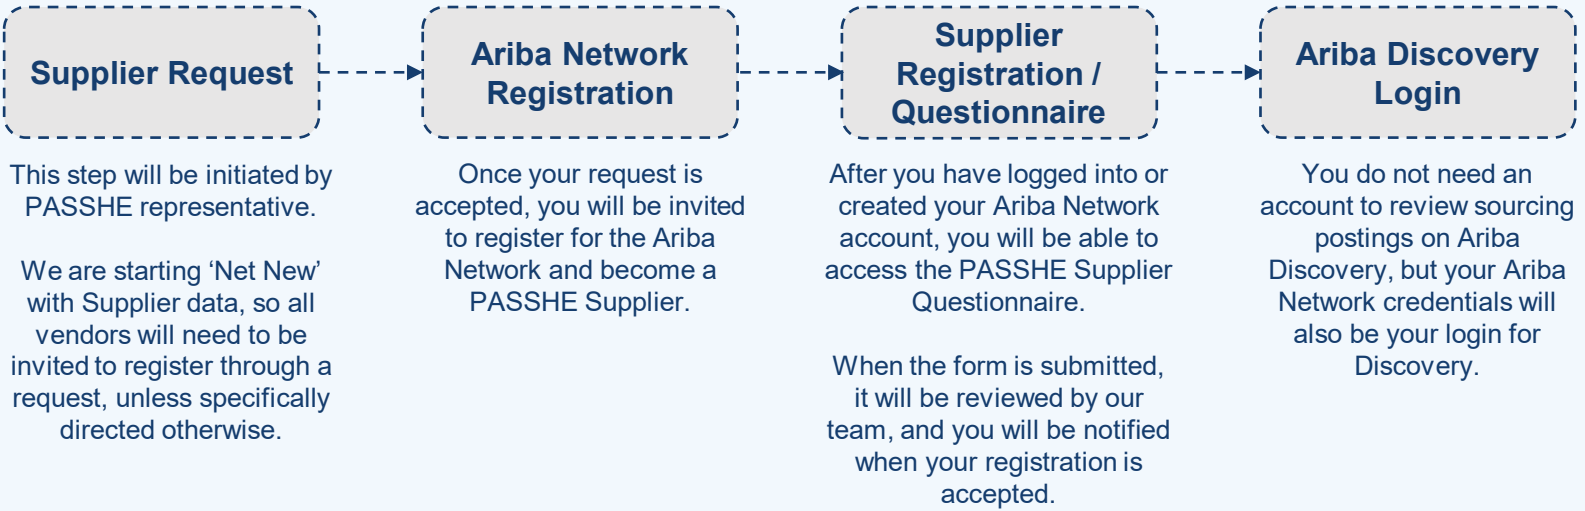 Supplier Request
This step will be initiated by
PASSHE representative.
We are starting ‘Net New’
with Supplier data, so all
vendors will need to be
invited to register through a
request, unless specifically
directed otherwise.
Ariba Network
Registration
Once your request is
accepted, you will be invited
to register for the Ariba
Network and become a
PASSHE Supplier.
Supplier
Registration /
Questionnaire
After you have logged into or
created your Ariba Network
account, you will be able to
access the PASSHE Supplier
Questionnaire.
When the form is submitted,
it will be reviewed by our
team, and you will be notified
when your registration is
accepted.
Ariba Discovery
Login
You do not need an
account to review sourcing
postings on Ariba
Discovery, but your Ariba
Network credentials will
also be your login for
Discovery.